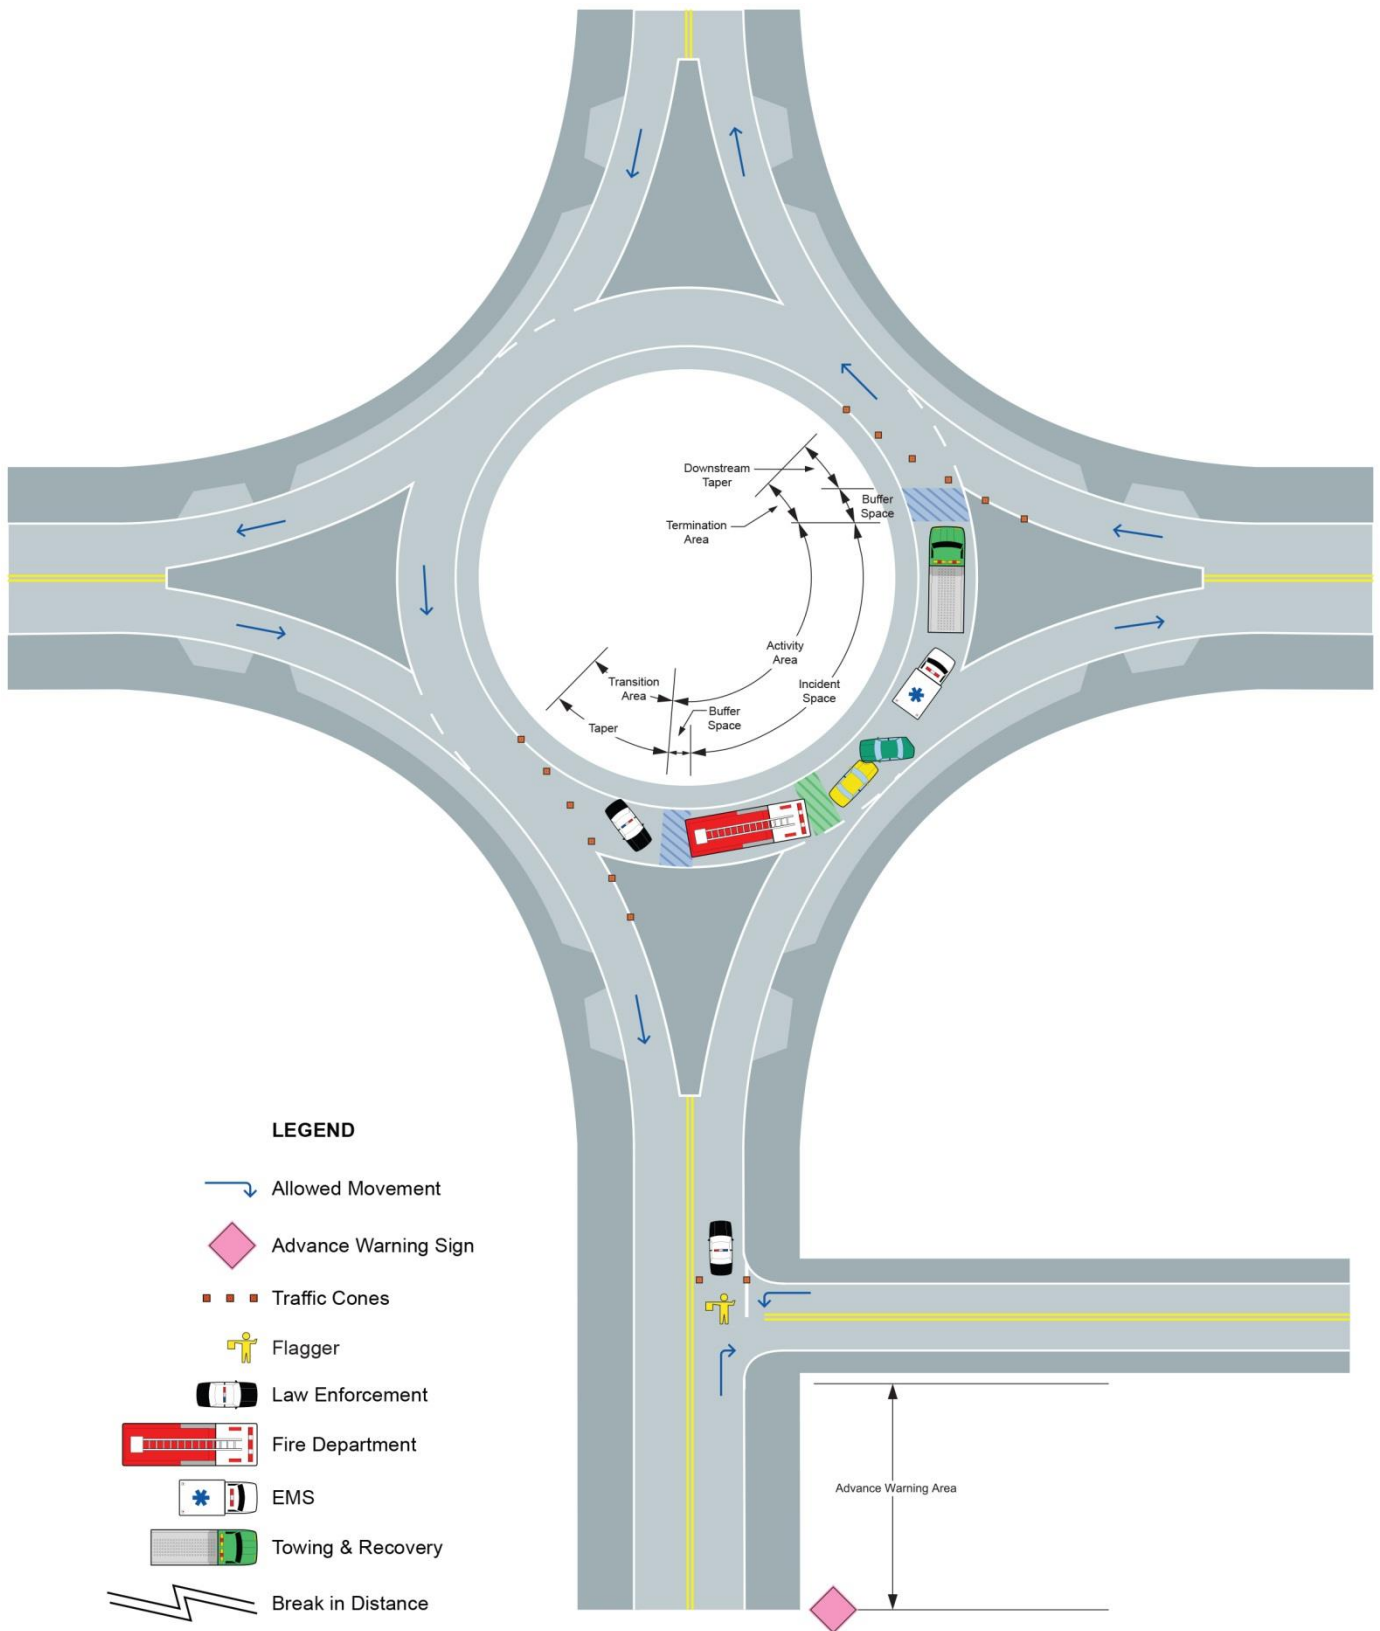 Downstream
Taper
Buffer
Space
Termination
Area
Activity
Area
Transition
Area
Incident
Space
Buffer
Space
Taper
LEGEND
Allowed Movement
Advance Warning Sign
Traffic Cones
Flagger
Law Enforcement
Fire Department
EMS
Towing & Recovery
Break in Distance
Advance Warning Area